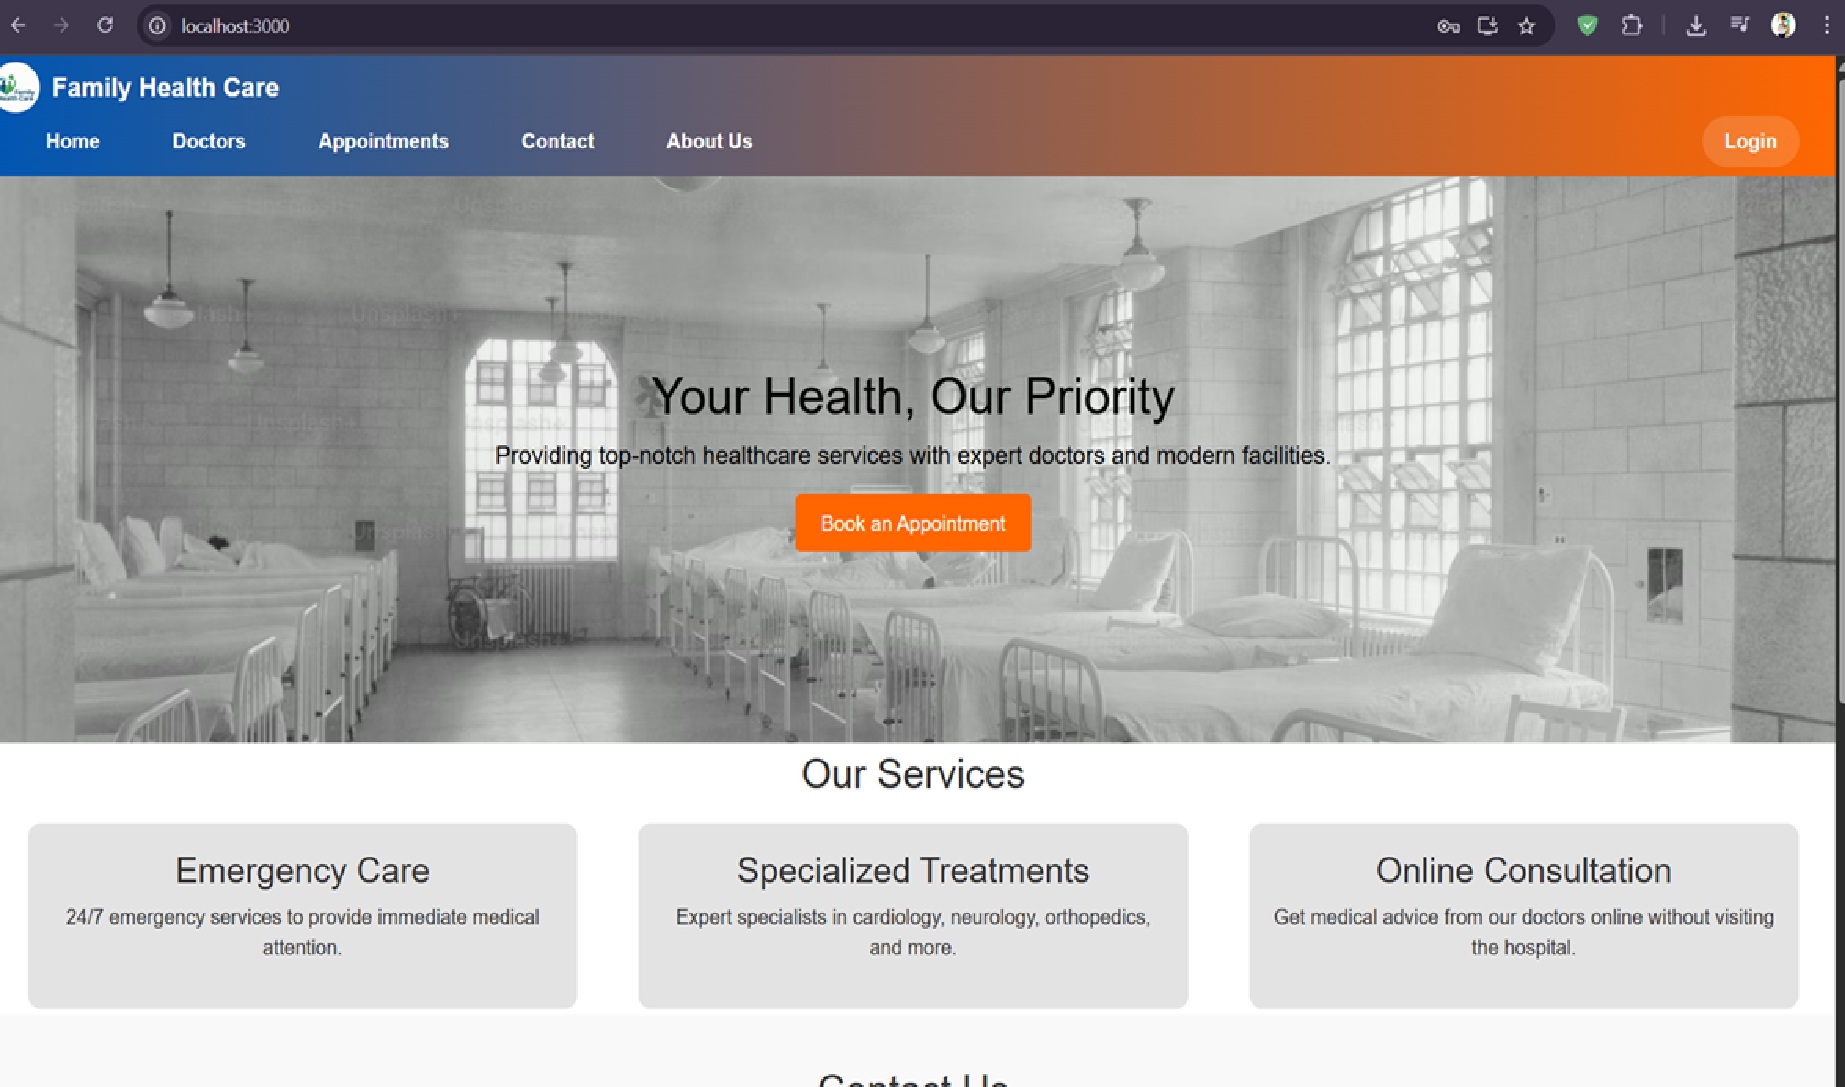 localhost:3000
Family Health Care
Home Doctors Appointments Contact About Us Login
Your Health, Our Priority
Providing top-notch healthcare services with expert doctors and modern facilities.
Book an Appointment
Unsplash+
Our Services
Emergency Care
24/7 emergency services to provide immediate medical
attention.
Specialized Treatments
Expert specialists in cardiology, neurology, orthopedics,
and more.
Online Consultation
Get medical advice from our doctors online without visiting
the hospital.
Contact Us